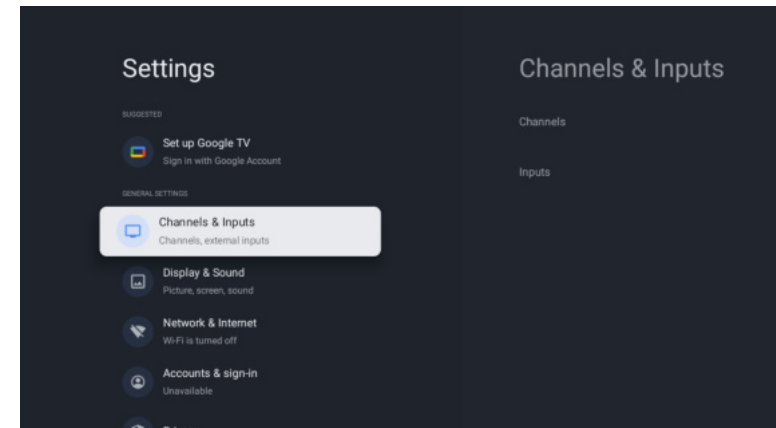 Settings
SUGGESTED
Set up Google TV
Sign in with Google Account
GENERAL SETTINGS
Channels & Inputs
Channels, external inputs
Display & Sound
Picture, screen, sound
Network & Internet
Wi-Fi is turned off
Accounts & sign-in
Unavailable
Channels & Inputs
Channels
Inputs